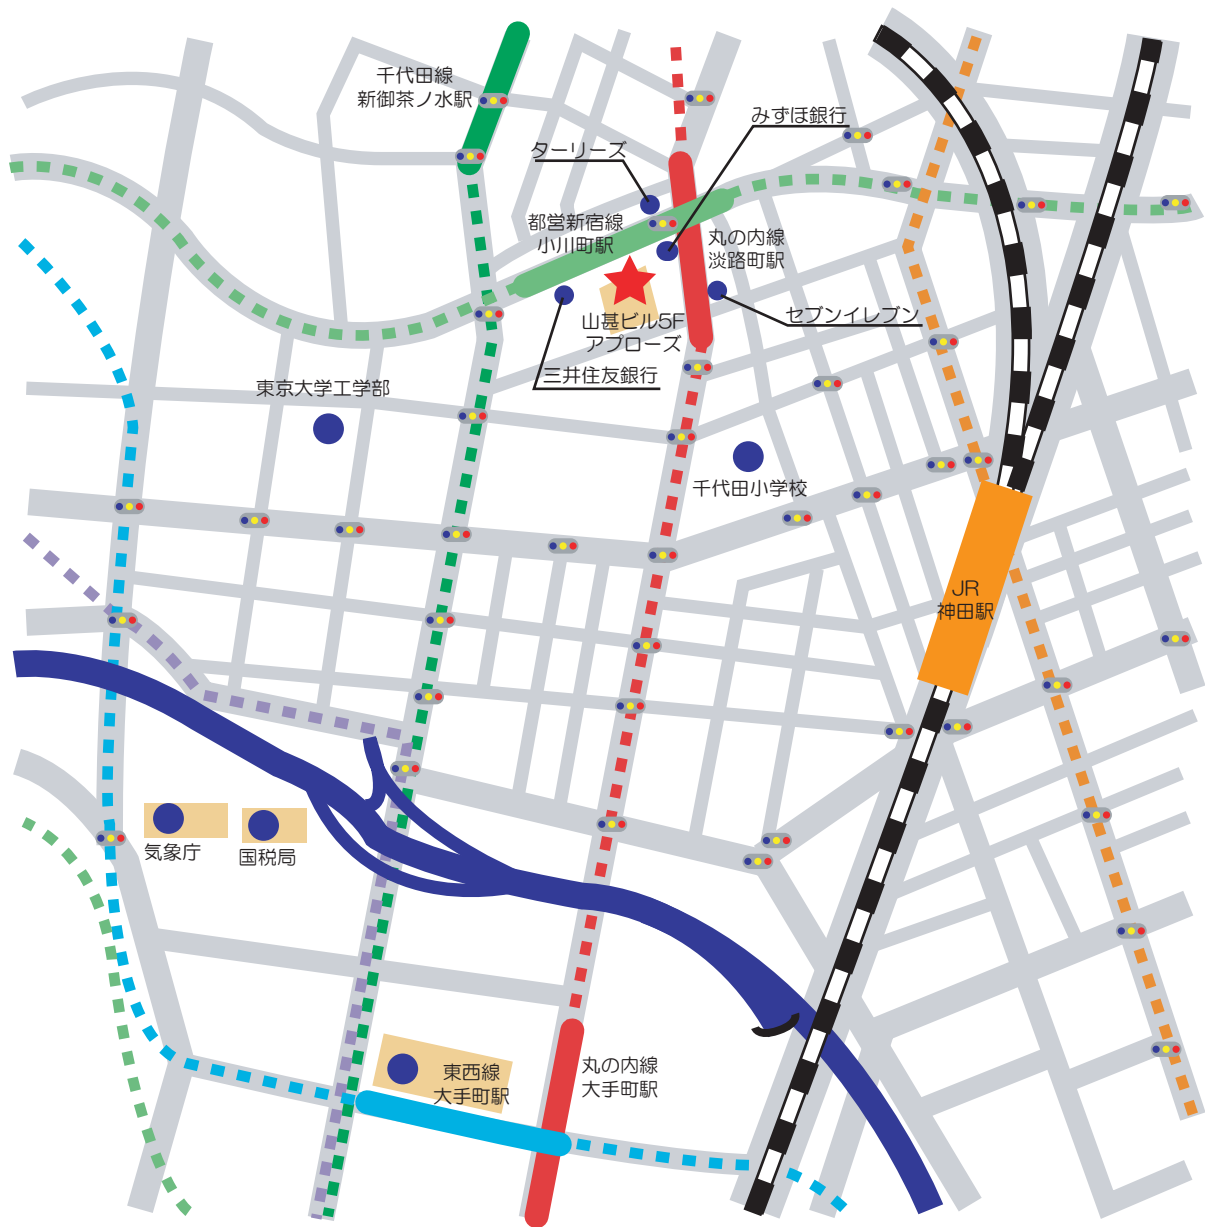 千代田線
新御茶ノ水駅
みずほ銀行
ターリーズ
都営新宿線
小川町駅
丸の内線
淡路町駅
セブンイレブン
山甚ビル5F
アプローズ
三井住友銀行
東京大学工学部
千代田小学校
JR
神田駅
気象庁
国税局
東西線
大手町駅
丸の内線
大手町駅